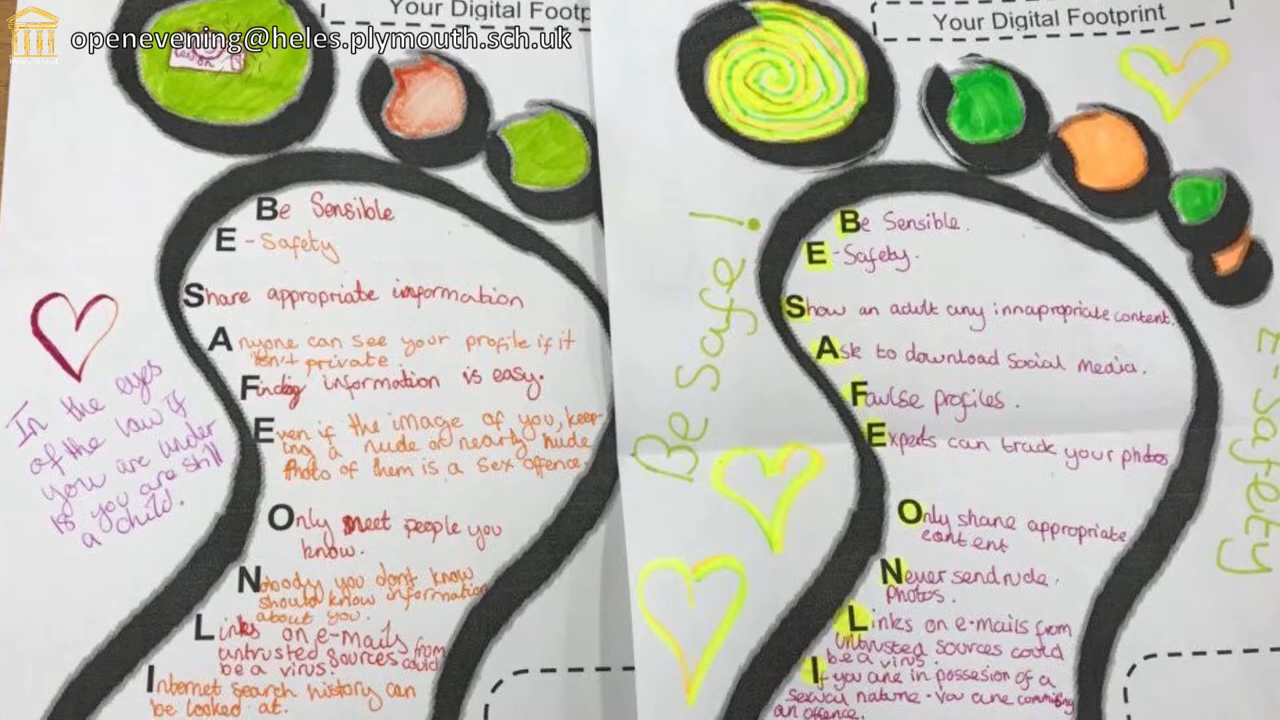 openevening@heles.plymouth.sch.uk
Your Digital Footp
Be Sensible
E - Safety
Share appropriate information
Anyone can see your profile if it
isn't private.
Finding information is easy.
Even if the image of you, keep-
ing a nude or nearly nude
photo of them is a sex offence.
Only meet people you
know.
Nobody you dont know
should know information
about you.
Links on e-mails from
untrusted sources could
be a virus.
Internet search history can
be looked at.
In the eyes
of the law if
you are under
18 you are still
a child.
Your Digital Footprint
Be Safe!
Be Sensible.
E - Safety.
Show an adult any innapropriate content.
Ask to download Social Media.
Faulse profiles.
Experts can track your photos
Only share appropriate
content
Never send nude.
Photos.
Links on e-mails from
untrusted sources could
be a virus.
If you are in possesion of a
sexual nature - You are commiting
an offence.
E-Safety